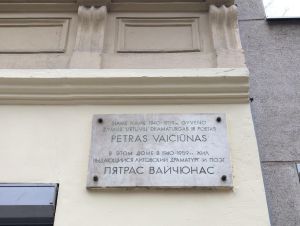 ŠIAME NAME 1940-1959 m. GYVENO
ŽYMUS LIETUVIŲ DRAMATURGAS IR POETAS
PETRAS VAIČIŪNAS
В ЭТОМ ДОМЕ В 1940-1959 гг. ЖИЛ
ВЫДАЮЩИЙСЯ ЛИТОВСКИЙ ДРАМАТУРГ И ПОЭТ
ПЯТРАС ВАЙЧЮНАС